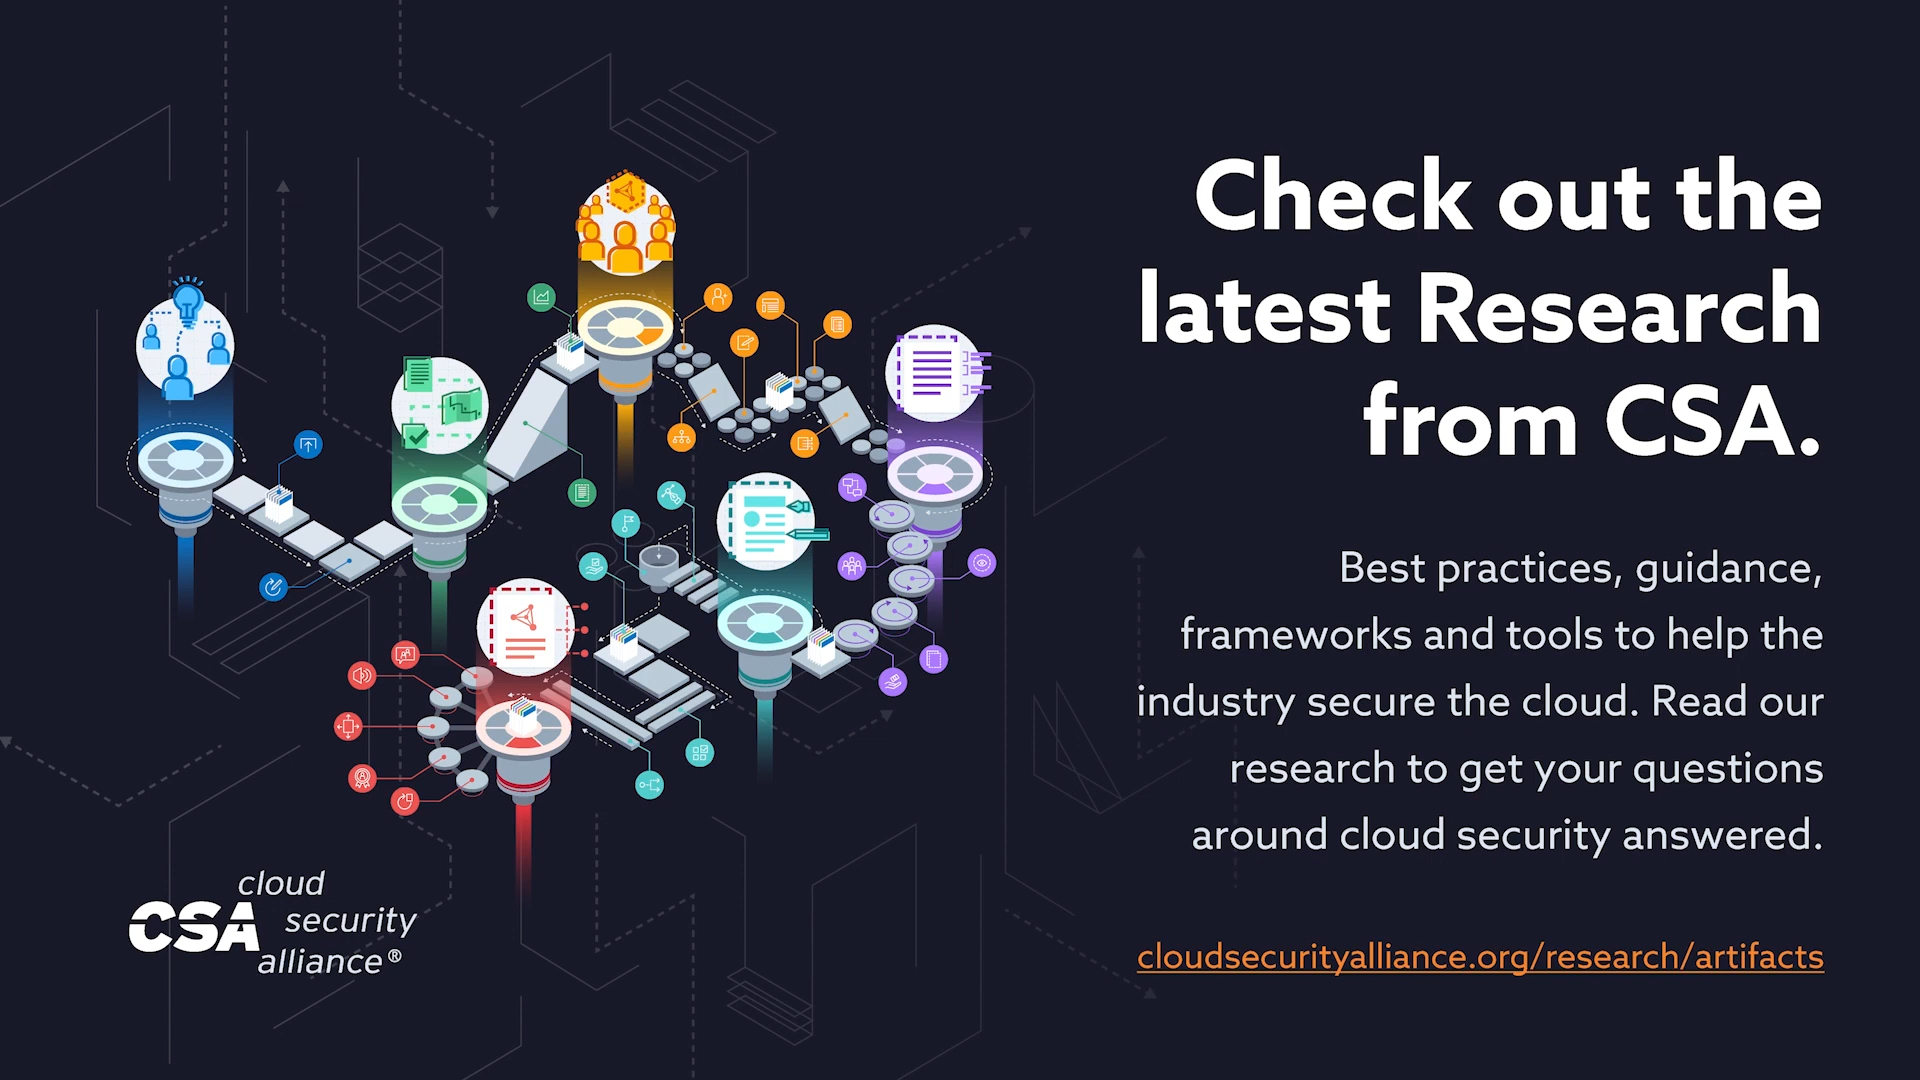 Check out the
latest Research
from CSA.
Best practices, guidance,
frameworks and tools to help the
industry secure the cloud. Read our
research to get your questions
around cloud security answered.
cloudsecurityalliance.org/research/artifacts
cloud
CSA security
alliance®